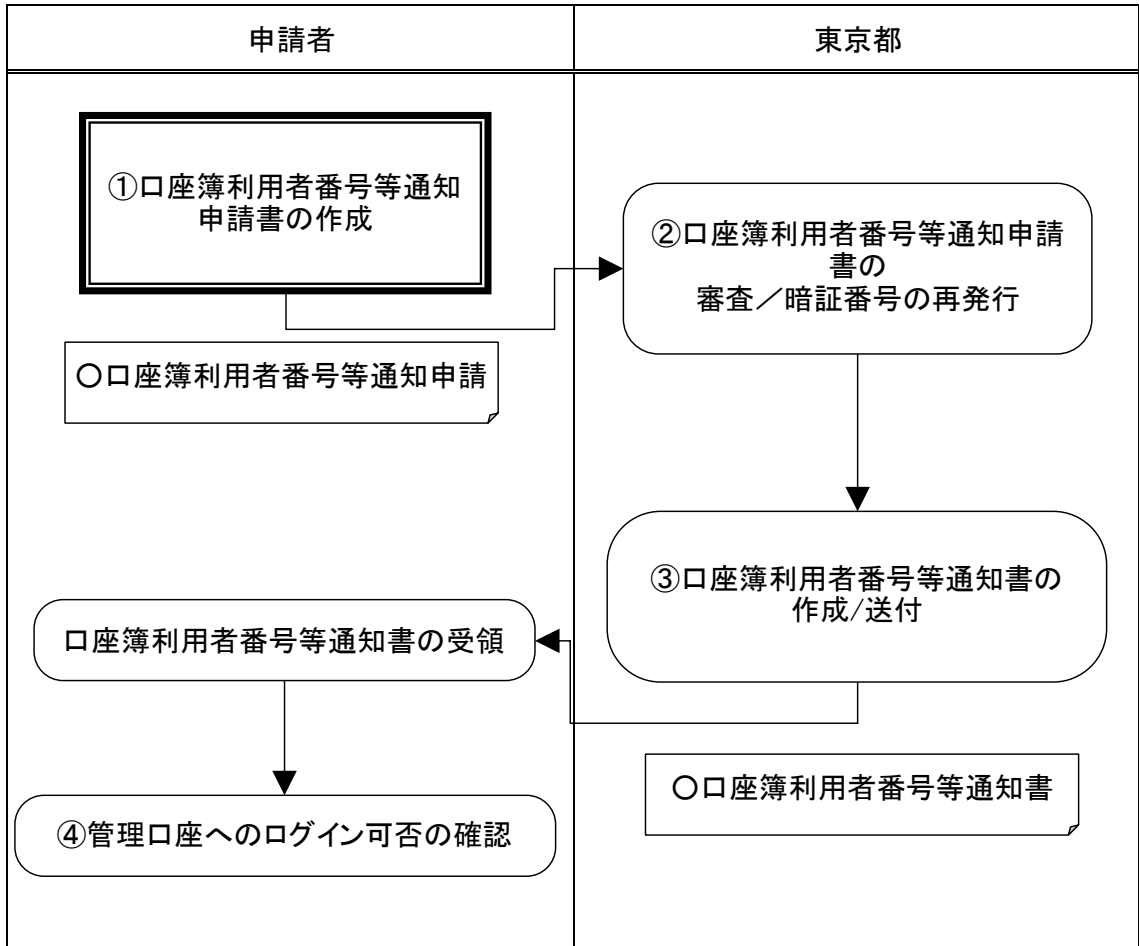 申請者
東京都
①口座簿利用者番号等通知
申請書の作成
②口座簿利用者番号等通知申請
書の
審査／暗証番号の再発行
〇口座簿利用者番号等通知申請
③口座簿利用者番号等通知書の
作成/送付
口座簿利用者番号等通知書の受領
〇口座簿利用者番号等通知書
④管理口座へのログイン可否の確認